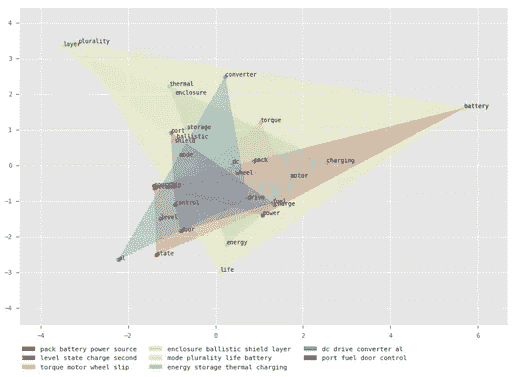 4
3
2
1
0
−1
−2
−3
−4
layer plurality
converter
thermal
enclosure
battery
torque
port storage
ballistic
shield
mode
dc pack charging
wheel
motor
drive fuel
charge
control
power
level
door
energy
state
al
life
−4 −2 0 2 4 6
pack battery power source
level state charge second
torque motor wheel slip
enclosure ballistic shield layer
mode plurality life battery
energy storage thermal charging
dc drive converter al
port fuel door control